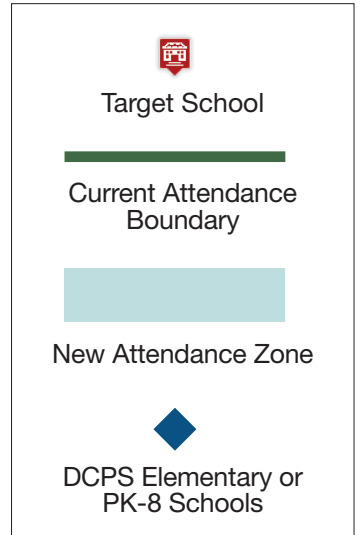 Target School
Current Attendance
Boundary
New Attendance Zone
DCPS Elementary or
PK-8 Schools